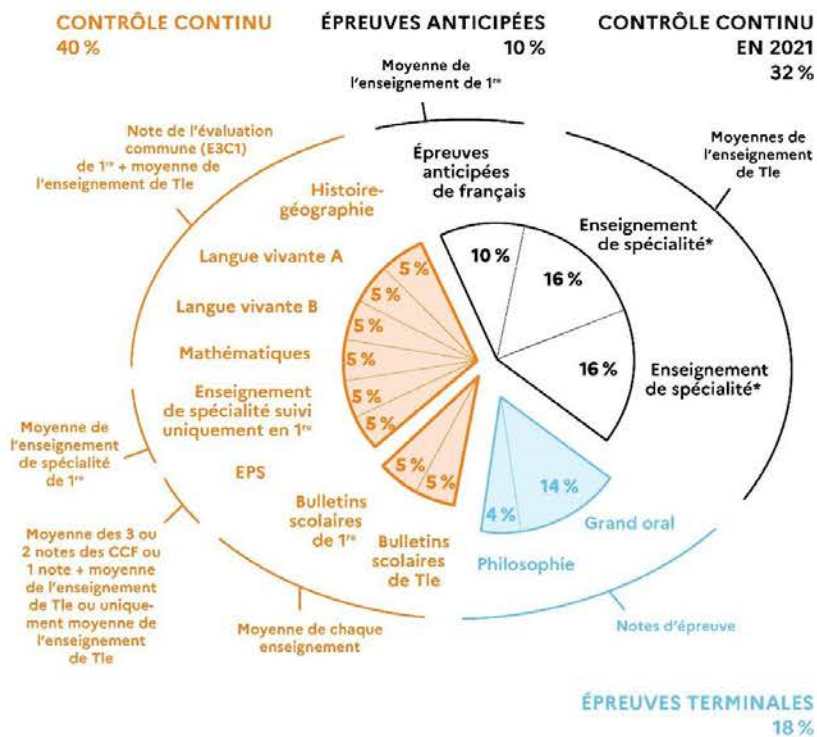 CONTRÔLE CONTINU
40 %
ÉPREUVES ANTICIPÉES
10 %
CONTRÔLE CONTINU
EN 2021
32 %
Moyenne de
l'enseignement de 1re
Note de l'évaluation
commune (E3C1)
de 1re + moyenne de
l'enseignement de Tle
Moyennes de
l'enseignement
de Tle
Épreuves
anticipées
de français
Histoire-
géographie
Enseignement
de spécialité*
Langue vivante A
Langue vivante B
Mathématiques
Enseignement
de spécialité suivi
uniquement en 1re
EPS
5 %
5 %
5 %
5 %
5 %
5 %
10 %
16 %
16 %
Enseignement
de spécialité*
Moyenne de
l'enseignement
de spécialité
de 1re
5 %
5 %
4 %
14 %
Bulletins
scolaires
de 1re
Bulletins
scolaires
de Tle
Philosophie
Grand oral
Moyenne des 3 ou
2 notes des CCF ou
1 note + moyenne
de l'enseignement
de Tle ou unique-
ment moyenne de
l'enseignement
de Tle
Moyenne de chaque
enseignement
Notes d'épreuve
ÉPREUVES TERMINALES
18 %